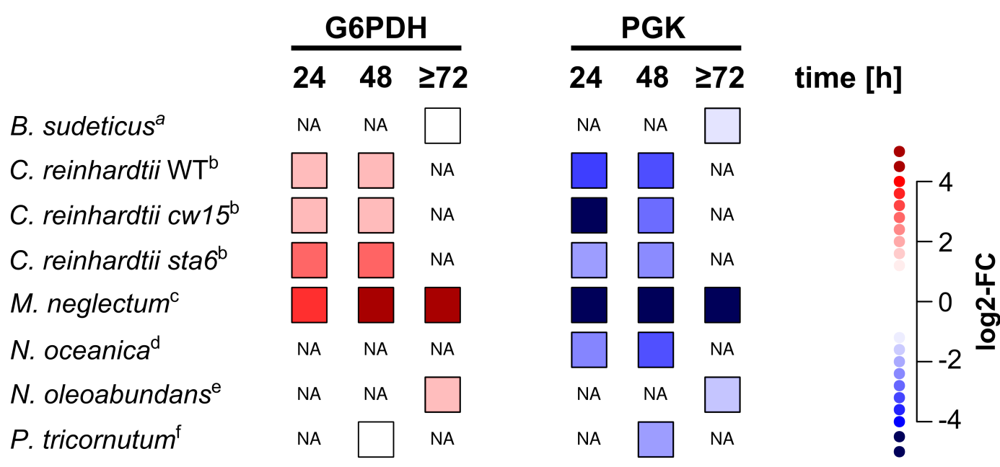 G6PDH PGK
24 48 ≥72 24 48 ≥72 time [h]
B. sudeticusᵃ NA NA NA NA
C. reinhardtii WTᵇ NA NA
C. reinhardtii cw15ᵇ NA NA
C. reinhardtii sta6ᵇ NA NA
M. neglectumᶜ
N. oceanicaᵈ NA NA NA NA
N. oleoabundansᵉ NA NA NA NA
P. tricornutumᶠ NA NA NA NA
4
2
0
-2
-4
log2-FC